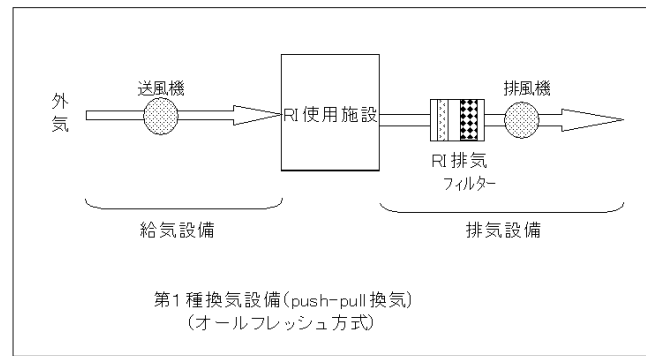 外気
送風機
RI使用施設
排風機
RI排気
フィルター
給気設備
排気設備
第1種換気設備(push-pull換気)
(オールフレッシュ方式)